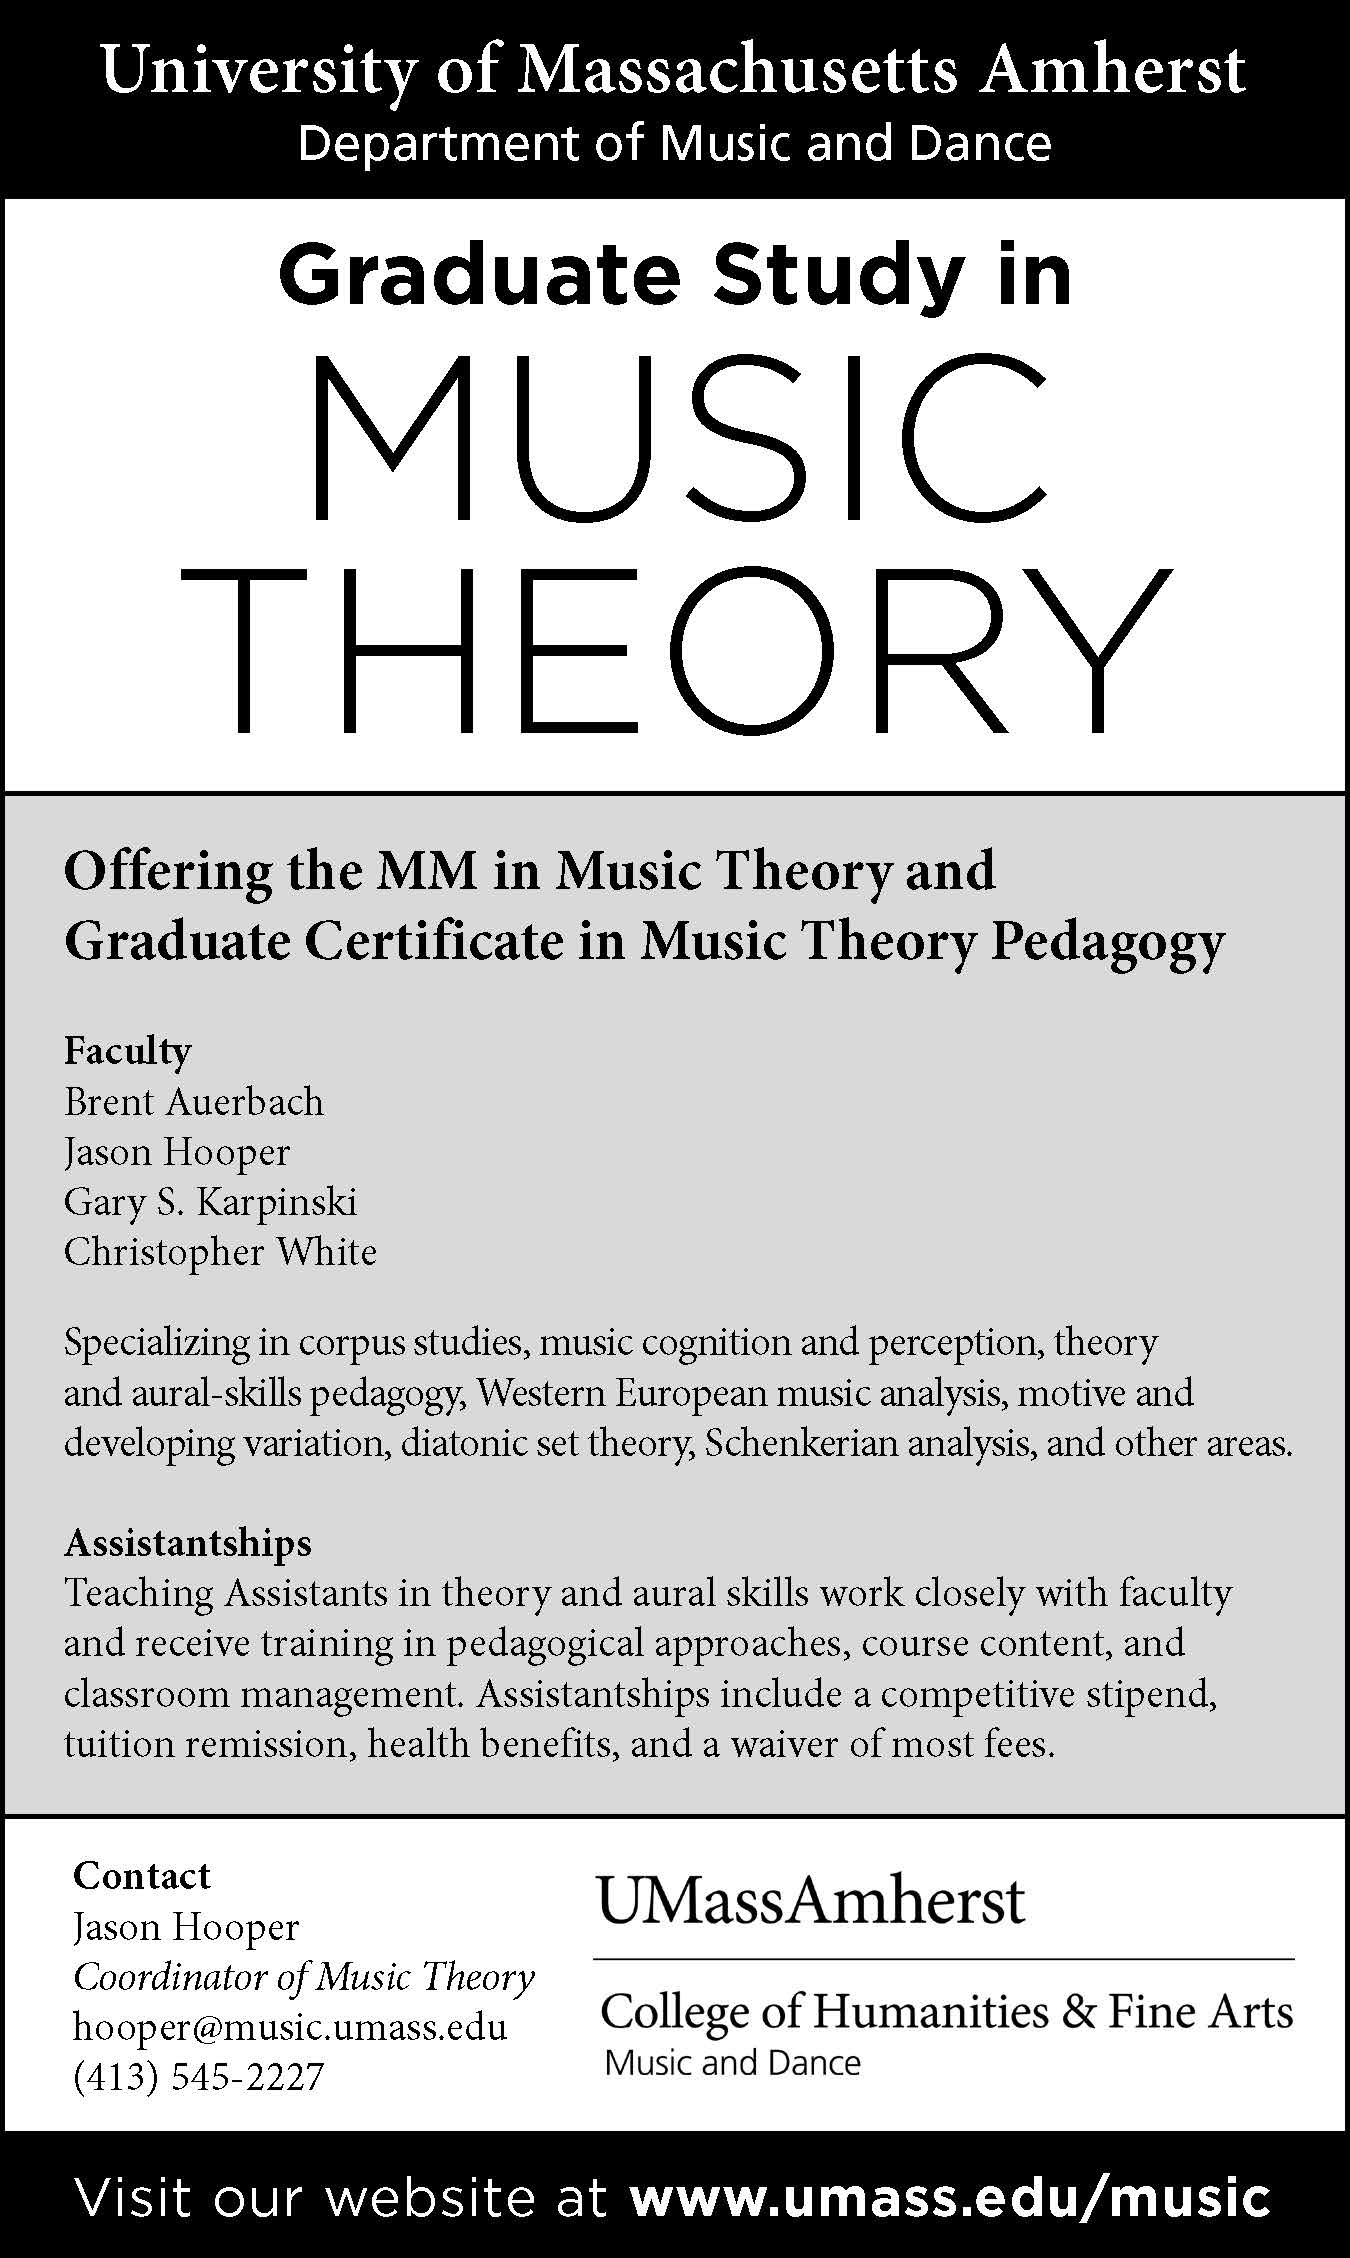 University of Massachusetts Amherst
Department of Music and Dance
Graduate Study in
MUSIC
THEORY
Offering the MM in Music Theory and
Graduate Certificate in Music Theory Pedagogy
Faculty
Brent Auerbach
Jason Hooper
Gary S. Karpinski
Christopher White
Specializing in corpus studies, music cognition and perception, theory
and aural-skills pedagogy, Western European music analysis, motive and
developing variation, diatonic set theory, Schenkerian analysis, and other areas.
Assistantships
Teaching Assistants in theory and aural skills work closely with faculty
and receive training in pedagogical approaches, course content, and
classroom management. Assistantships include a competitive stipend,
tuition remission, health benefits, and a waiver of most fees.
Contact
Jason Hooper
Coordinator of Music Theory
hooper@music.umass.edu
(413) 545-2227
UMassAmherst
College of Humanities & Fine Arts
Music and Dance
Visit our website at www.umass.edu/music